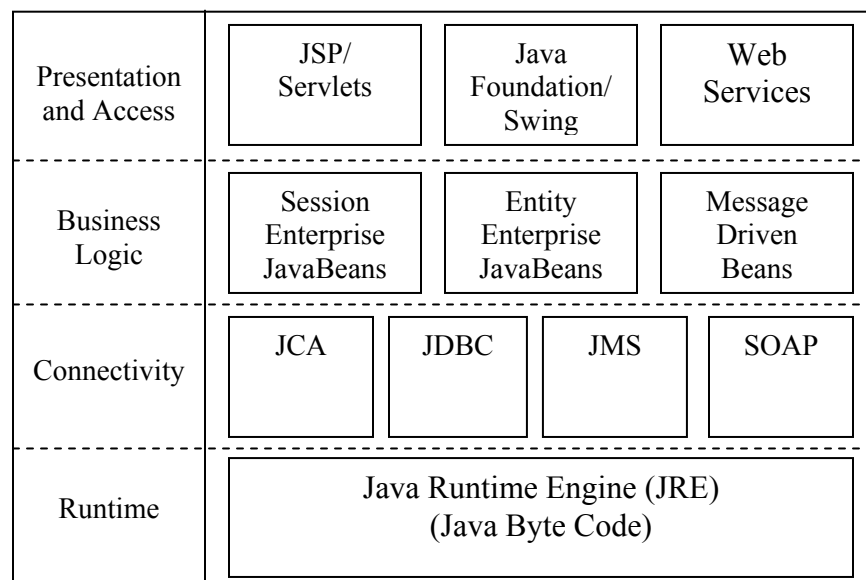 Presentation
and Access
JSP/
Servlets
Java
Foundation/
Swing
Web
Services
Business
Logic
Session
Enterprise
JavaBeans
Entity
Enterprise
JavaBeans
Message
Driven
Beans
Connectivity
JCA
JDBC
JMS
SOAP
Runtime
Java Runtime Engine (JRE)
(Java Byte Code)